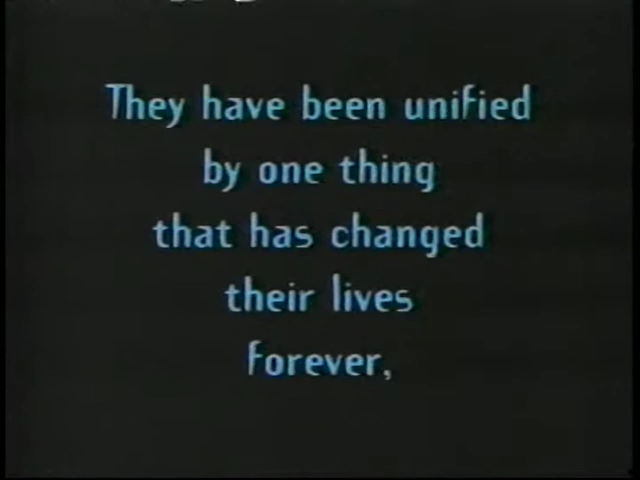 They have been unified
by one thing
that has changed
their lives
forever,